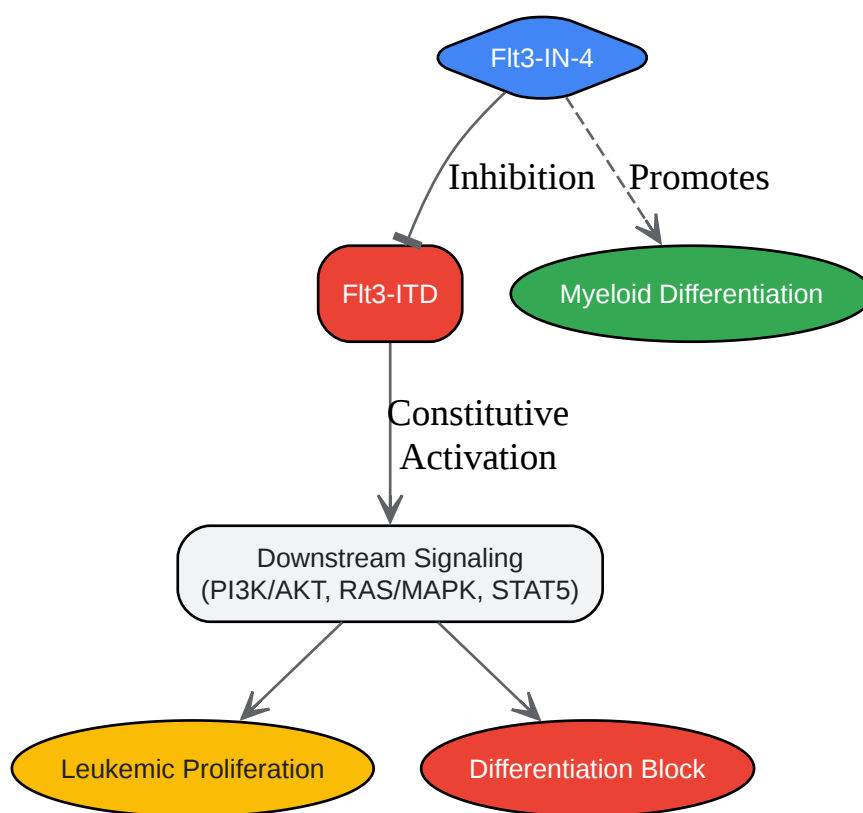 Flt3-IN-4
Inhibition
Promotes
Flt3-ITD
Myeloid Differentiation
Constitutive
Activation
Downstream Signaling
(PI3K/AKT, RAS/MAPK, STAT5)
Leukemic Proliferation
Differentiation Block